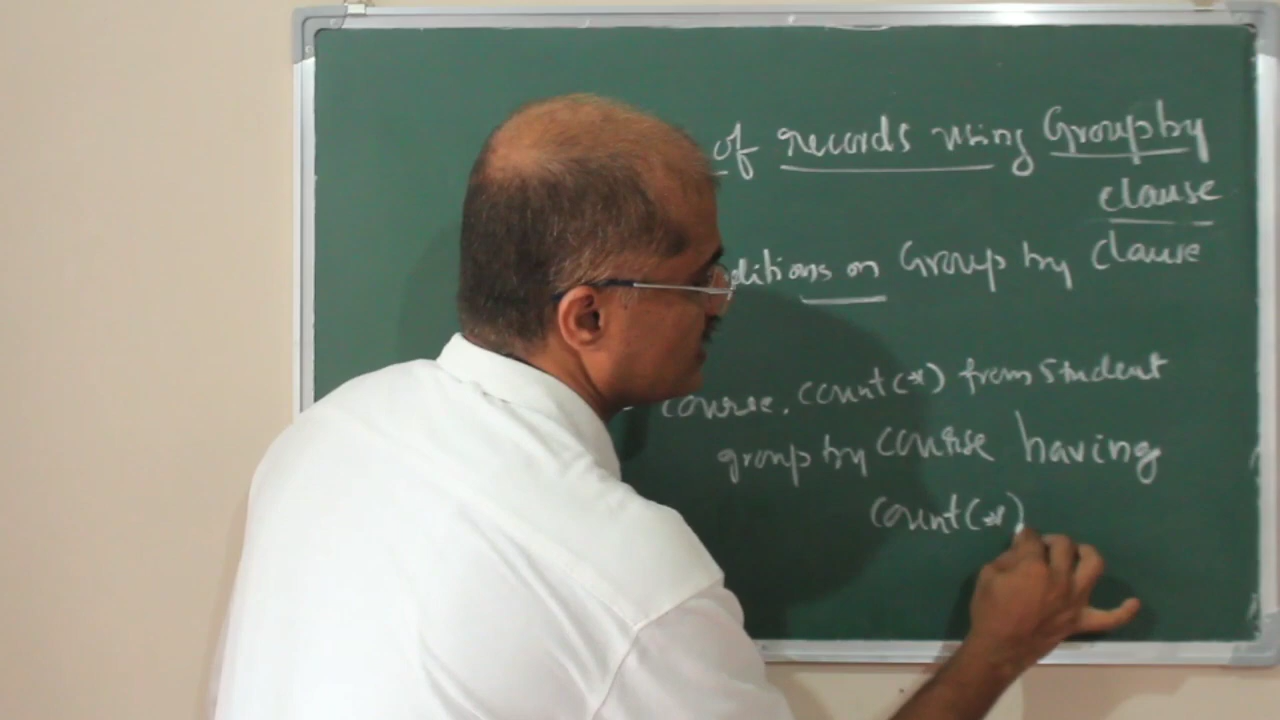 of records using Group by
clause
ditions on Group by clause
course, count(*) from student
group by course having
count(*)